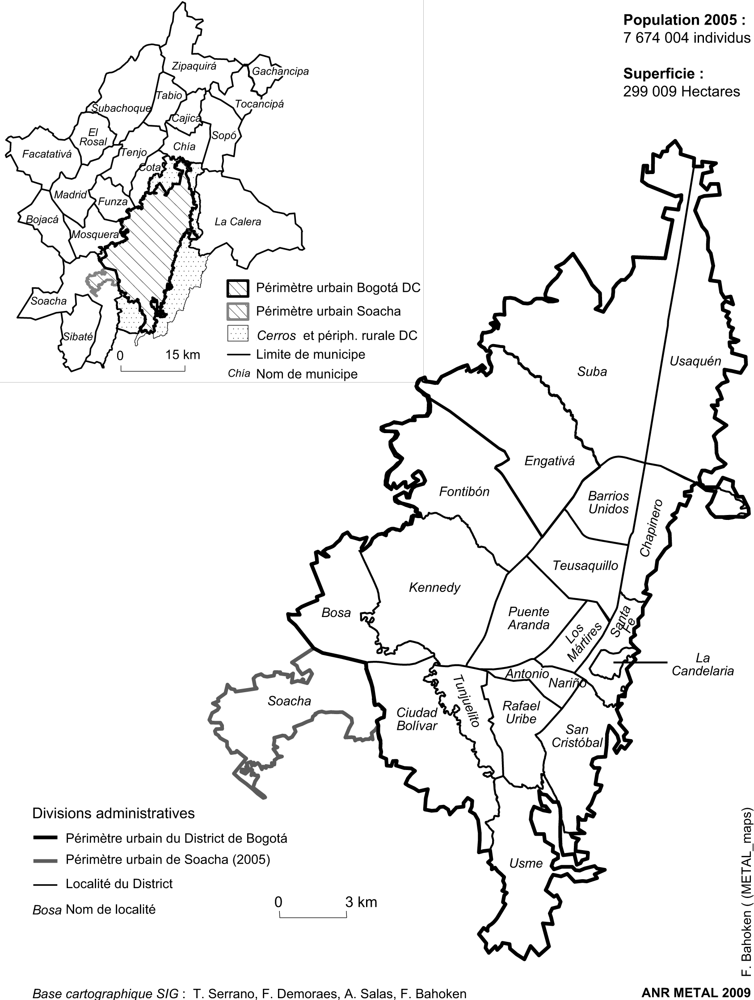 Population 2005 :
7 674 004 individus
Superficie :
299 009 Hectares
Zipaquirá
Gachancipa
Tabio
Tocancipá
Subachoque
Cajica
El
Rosal
Sopó
Facatativá
Tenjo
Chía
Cota
Madrid
Funza
Bojacá
La Calera
Mosquera
Soacha
Sibaté
0 15 km
Périmètre urbain Bogotá DC
Périmètre urbain Soacha
Cerros et périph. rurale DC
Limite de municipe
Chía Nom de municipe
Usaquén
Suba
Engativá
Fontibón
Barrios
Unidos
Chapinero
Teusaquillo
Kennedy
Bosa
Puente
Aranda
Santa
Fe
Los
Mártires
La
Candelaria
Antonio
Nariño
Tunjuelito
Soacha
Ciudad
Bolívar
Rafael
Uribe
San
Cristóbal
Usme
Divisions administratives
Périmètre urbain du District de Bogotá
Périmètre urbain de Soacha (2005)
Localité du District
Bosa Nom de localité
0 3 km
F. Bahoken ( (METAL_maps)
Base cartographique SIG : T. Serrano, F. Demoraes, A. Salas, F. Bahoken
ANR METAL 2009